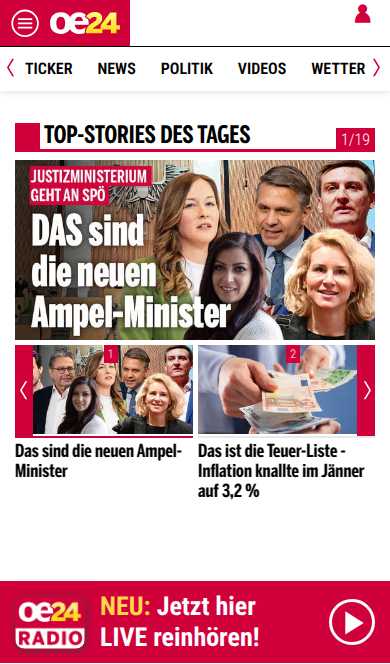 oe24
TICKER NEWS POLITIK VIDEOS WETTER
TOP-STORIES DES TAGES
1/19
JUSTIZMINISTERIUM
GEHT AN SPÖ
DAS sind
die neuen
Ampel-Minister
1
2
Das sind die neuen Ampel-
Minister
Das ist die Teuer-Liste -
Inflation knallte im Jänner
auf 3,2 %
oe24
RADIO
NEU: Jetzt hier
LIVE reinhören!